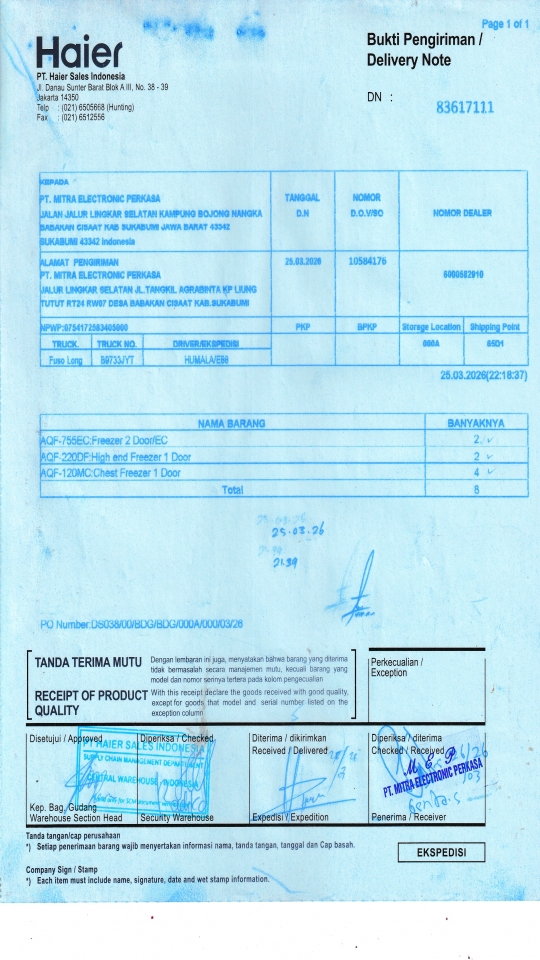 Page 1 of 1
Haier
Bukti Pengiriman /
Delivery Note
PT. Haier Sales Indonesia
Jl. Danau Sunter Barat Blok A III, No. 38 - 39
Jakarta 14350
Telp : (021) 6505668 (Hunting)
Fax : (021) 6512556
DN :
83617111
KEPADA
PT. MITRA ELECTRONIC PERKASA
JALAN JALUR LINGKAR SELATAN KAMPUNG BOJONG NANGKA
BABAKAN CISAAT KAB SUKABUMI JAWA BARAT 43342
SUKABUMI 43342 Indonesia
TANGGAL
D.N
NOMOR
D.O.V/SO
NOMOR DEALER
ALAMAT PENGIRIMAN
PT. MITRA ELECTRONIC PERKASA
JALUR LINGKAR SELATAN JL.TANGKIL AGRABINTA KP LIUNG
TUTUT RT24 RW07 DESA BABAKAN CISAAT KAB.SUKABUMI
25.03.2026
10584176
NPWP:
PKP
BPKP
Storage Location
Shipping Point
TRUCK.
TRUCK NO.
DRIVER/EKSPEDISI
000A
65D1
Fuso Long
B9733JYT
25.03.2026(22:18:37)
NAMA BARANG
BANYAKNYA
AQF-755EC:Freezer 2 Door/EC
2
AQF-220DF:High end Freezer 1 Door
2
AQF-120MC:Chest Freezer 1 Door
4
Total
8
25.03.26
21.39
PO Number:DS038/00/BDG/BDG/000A/000/03/26
TANDA TERIMA MUTU
Dengan lembaran ini juga, menyatakan bahwa barang yang diterima
tidak bermasalah secara manajemen mutu, kecuali barang yang
model dan nomor serinya tertera pada kolom pengecualian
RECEIPT OF PRODUCT
QUALITY
With this receipt declare the goods received with good quality,
except for goods that model and serial number listed on the
exception column
Perkecualian /
Exception
Disetujui / Approved
Diperiksa / Checked
Diterima / dikirimkan
Received / Delivered
Diperiksa / diterima
Checked / Received
PT HAIER SALES INDONESIA
SUPPLY CHAIN MANAGEMENT DEPARTMENT
CENTRAL WAREHOUSE - INDONESIA
M E P
PT. MITRA ELECTRONIC PERKASA
Kep. Bag. Gudang
Warehouse Section Head
Security Warehouse
Expedisi / Expedition
Penerima / Receiver
Tanda tangan/cap perusahaan
*) Setiap penerimaan barang wajib menyertakan informasi nama, tanda tangan, tanggal dan Cap basah.
EKSPEDISI
Company Sign / Stamp
*) Each item must include name, signature, date and wet stamp information.